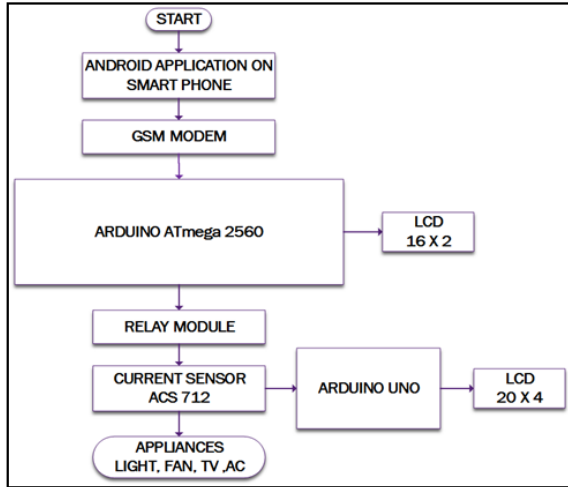 START
ANDROID APPLICATION ON
SMART PHONE
GSM MODEM
ARDUINO ATmega 2560
LCD
16 X 2
RELAY MODULE
CURRENT SENSOR
ACS 712
ARDUINO UNO
LCD
20 X 4
APPLIANCES
LIGHT, FAN, TV ,AC